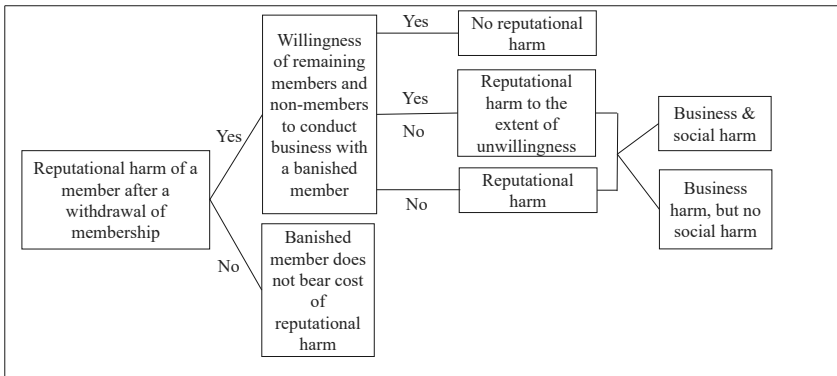 Reputational harm of a
member after a
withdrawal of
membership
Yes
No
Willingness
of remaining
members and
non-members
to conduct
business with
a banished
member
Banished
member does
not bear cost
of
reputational
harm
Yes
Yes
No
No
No reputational
harm
Reputational
harm to the
extent of
unwillingness
Reputational
harm
Business &
social harm
Business
harm, but no
social harm